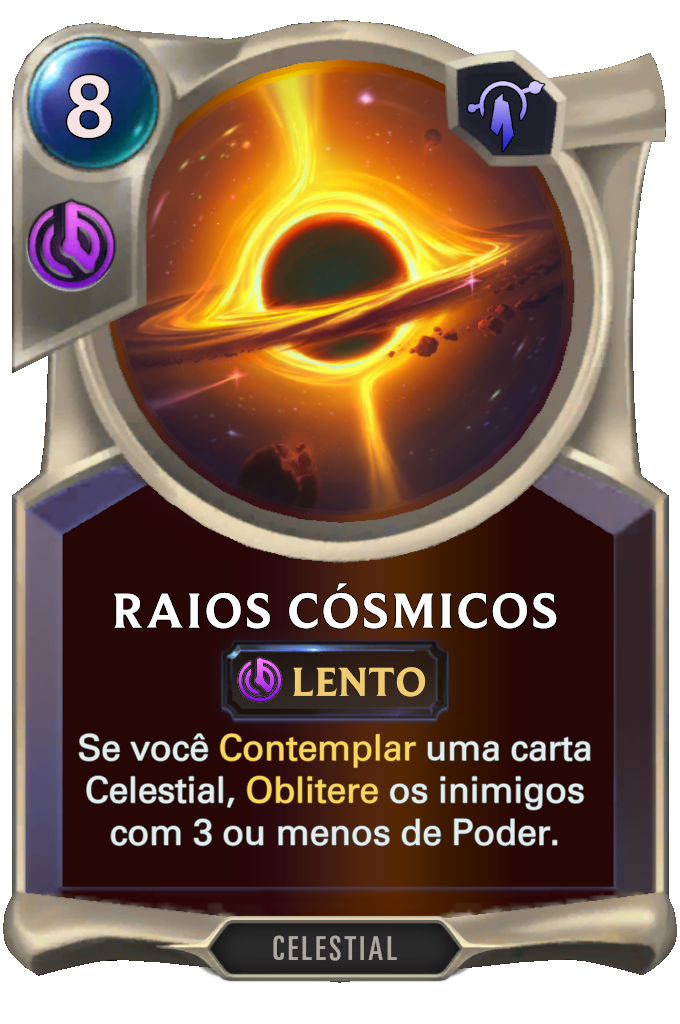 8
RAIOS CÓSMICOS
LENTO
Se você Contemplar uma carta
Celestial, Oblitere os inimigos
com 3 ou menos de Poder.
CELESTIAL